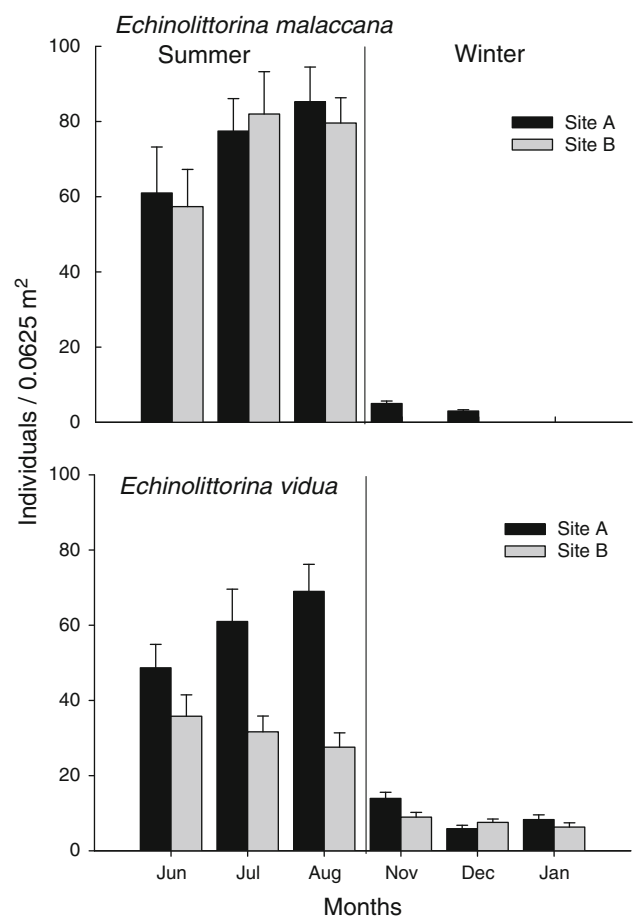 Echinolittorina malaccana
Summer
Winter
100
80
60
40
20
0
Site A
Site B
Individuals / 0.0625 m²
Echinolittorina vidua
100
80
60
40
20
0
Site A
Site B
Jun Jul Aug Nov Dec Jan
Months